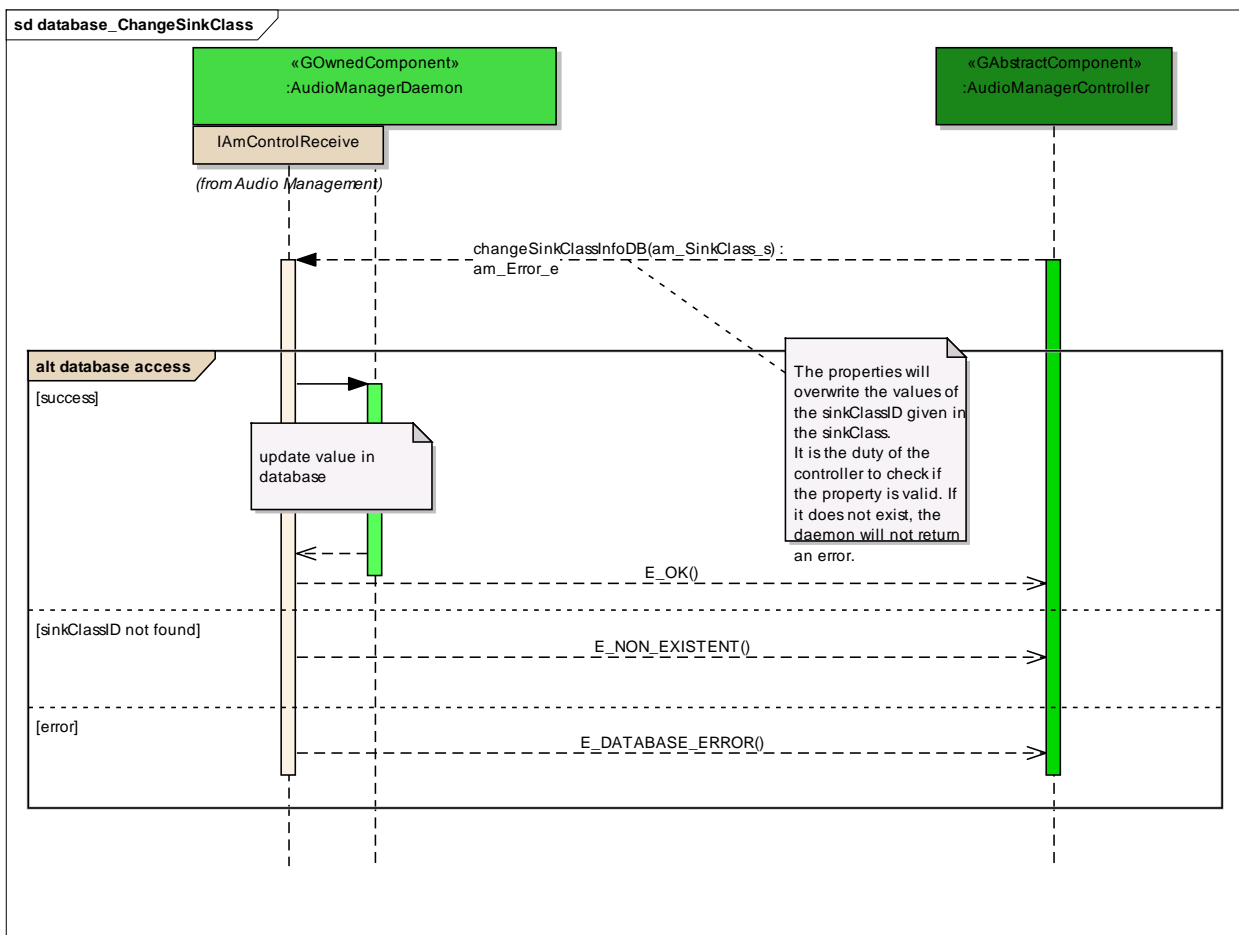 sd database_ChangeSinkClass
«GOwnedComponent»
:AudioManagerDaemon
«GAbstractComponent»
:AudioManagerController
IAmControlReceive
(from Audio Management)
changeSinkClassInfoDB(am_SinkClass_s) :
am_Error_e
alt database access
[success]
The properties will
overwrite the values of
the sinkClassID given in
the sinkClass.
It is the duty of the
controller to check if
the property is valid. If
it does not exist, the
daemon will not return
an error.
update value in
database
E_OK()
[sinkClassID not found]
E_NON_EXISTENT()
[error]
E_DATABASE_ERROR()